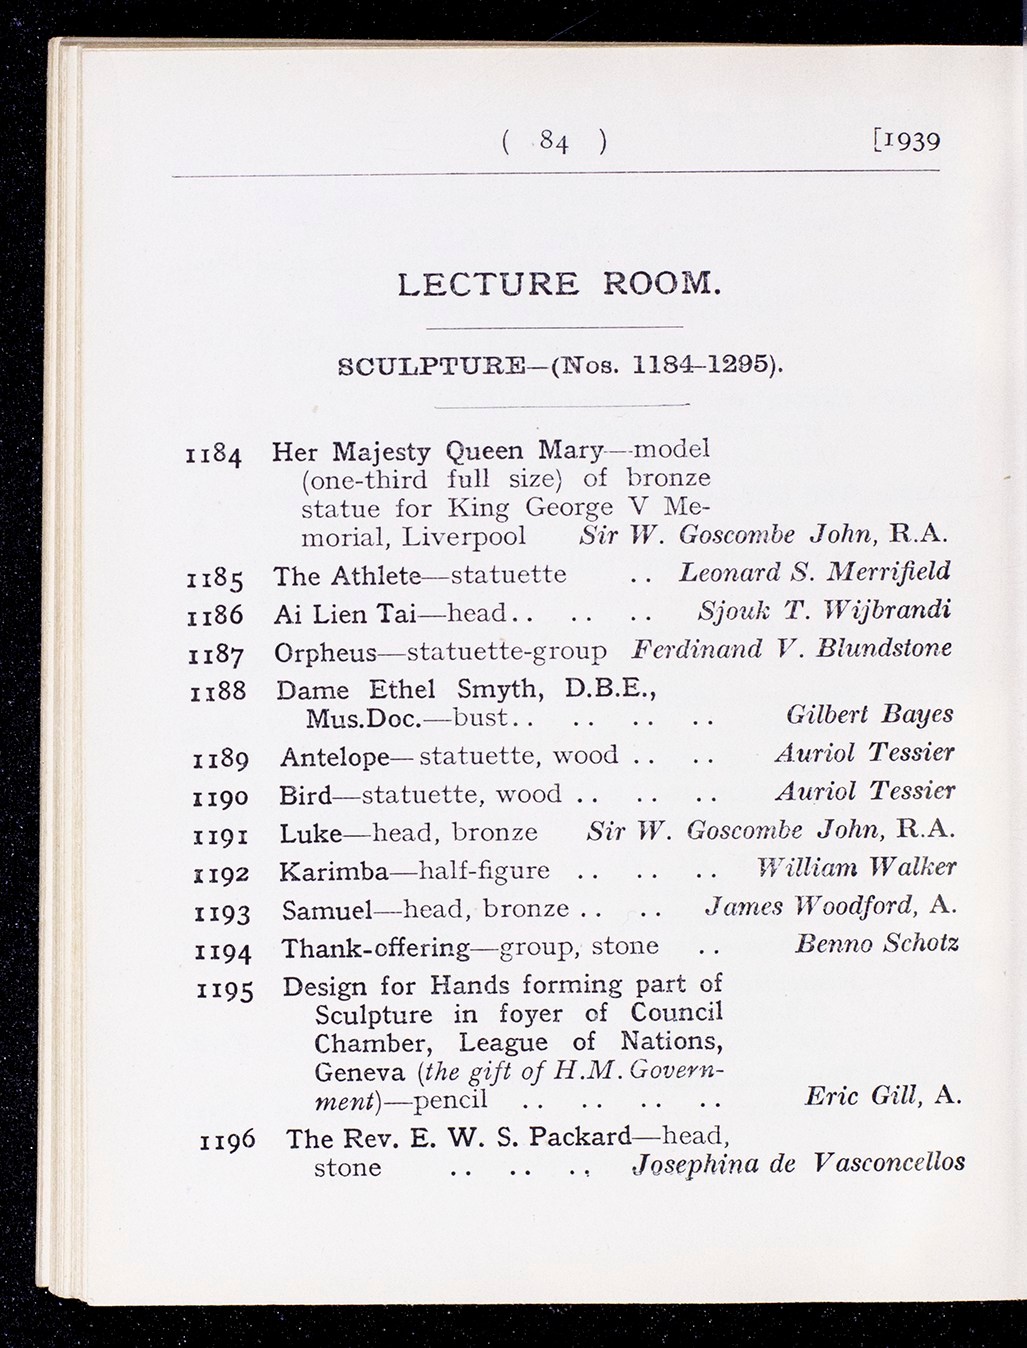 ( 84 ) [1939
LECTURE ROOM.
SCULPTURE—(Nos. 1184–1295).
1184 Her Majesty Queen Mary—model
(one-third full size) of bronze
statue for King George V Me-
morial, Liverpool Sir W. Goscombe John, R.A.
1185 The Athlete—statuette .. Leonard S. Merrifield
1186 Ai Lien Tai—head.. .. .. Sjouk T. Wijbrandi
1187 Orpheus—statuette-group Ferdinand V. Blundstone
1188 Dame Ethel Smyth, D.B.E.,
Mus.Doc.—bust.. .. .. .. Gilbert Bayes
1189 Antelope—statuette, wood .. .. Auriol Tessier
1190 Bird—statuette, wood .. .. .. Auriol Tessier
1191 Luke—head, bronze Sir W. Goscombe John, R.A.
1192 Karimba—half-figure .. .. .. William Walker
1193 Samuel—head, bronze .. .. James Woodford, A.
1194 Thank-offering—group, stone .. Benno Schotz
1195 Design for Hands forming part of
Sculpture in foyer of Council
Chamber, League of Nations,
Geneva (the gift of H.M. Govern-
ment)—pencil .. .. .. .. Eric Gill, A.
1196 The Rev. E. W. S. Packard—head,
stone .. .. .. Josephina de Vasconcellos